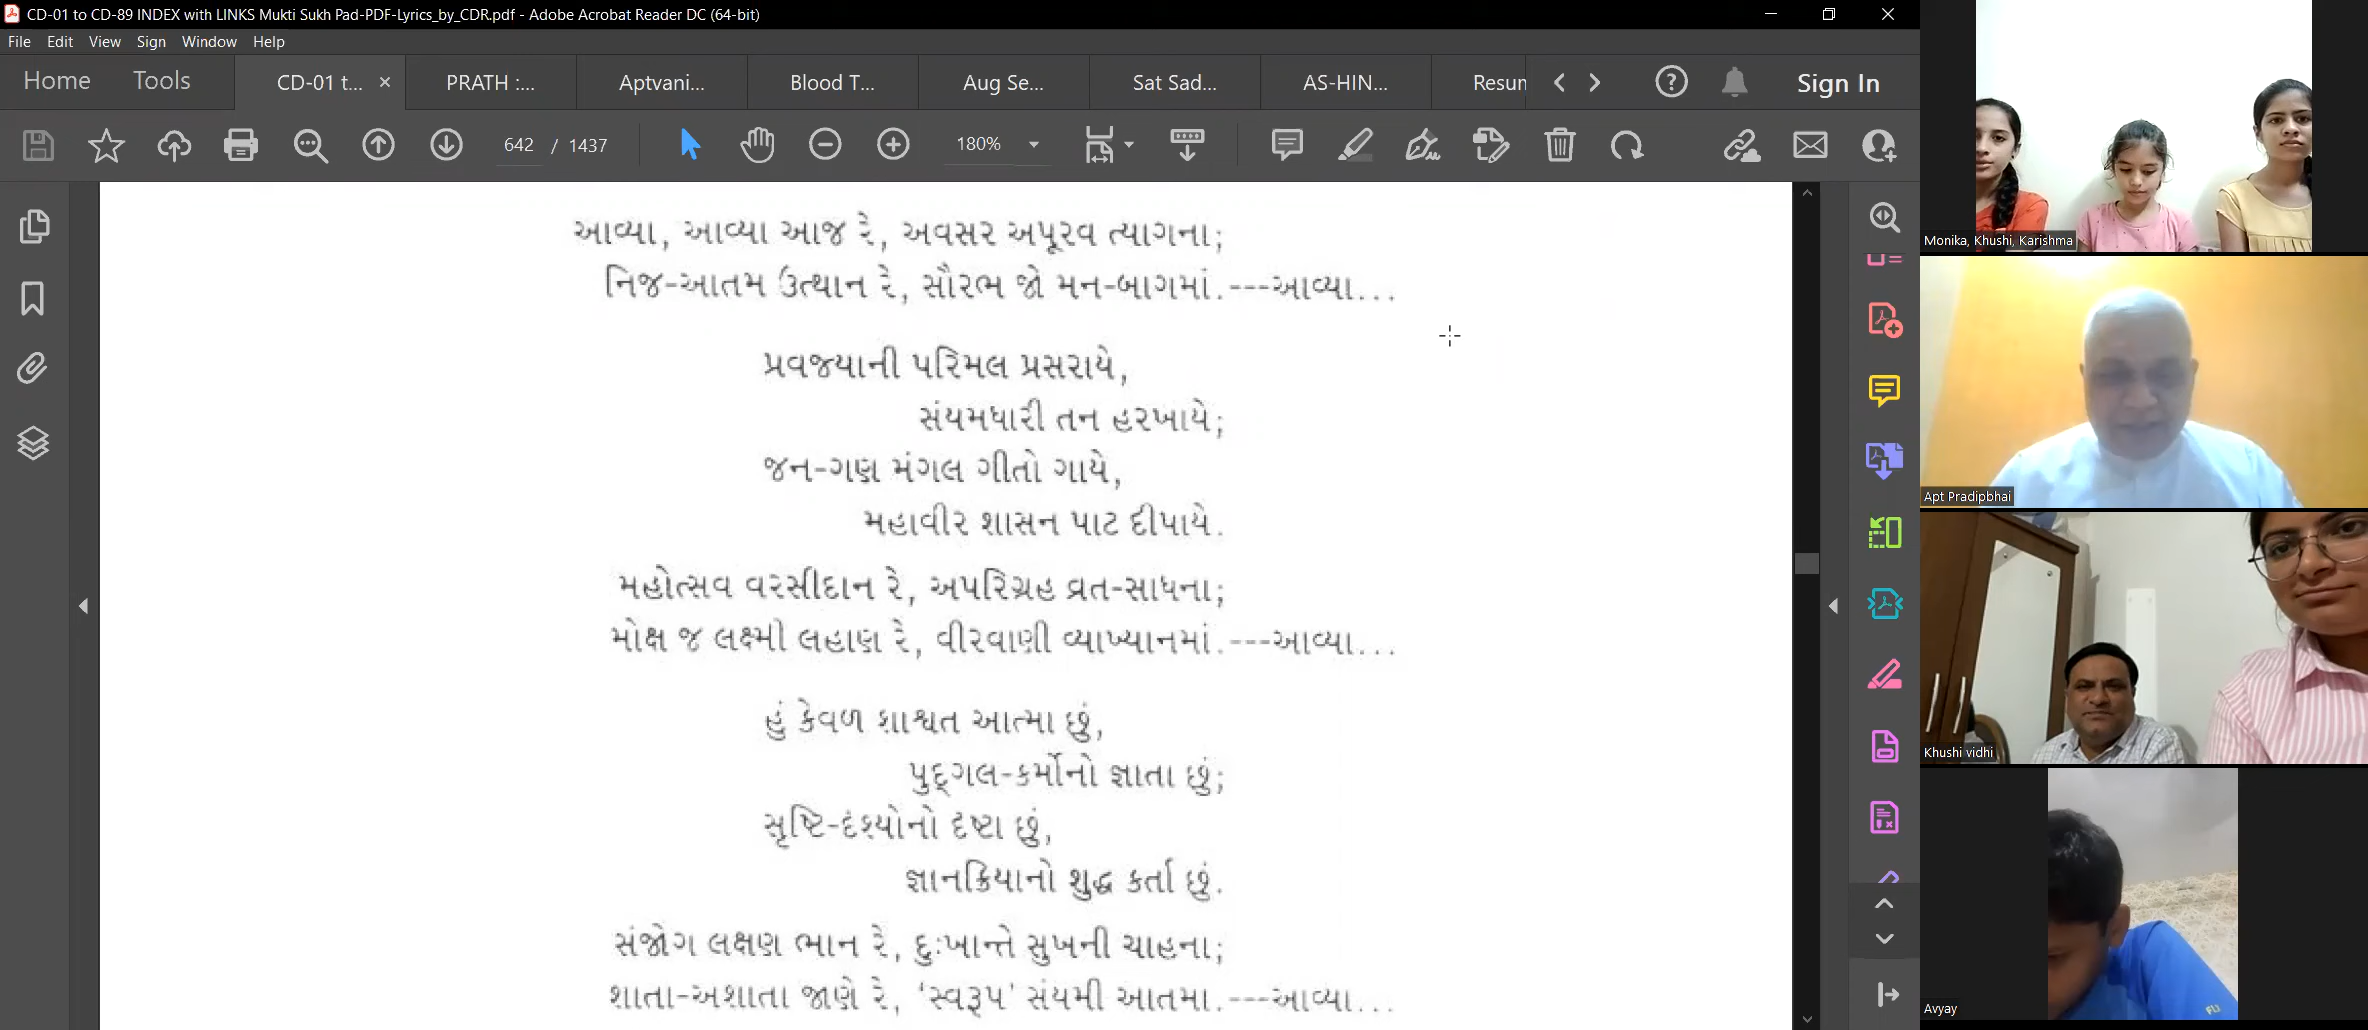 CD-01 to CD-89 INDEX with LINKS Mukti Sukh Pad-PDF-Lyrics_by_CDR.pdf - Adobe Acrobat Reader DC (64-bit)
File Edit View Sign Window Help
Home Tools CD-01 t... PRATH :... Aptvani... Blood T... Aug Se... Sat Sad... AS-HIN... Resun Sign In
642 / 1437 180%
આવ્યા, આવ્યા આજ રે, અવસર અપૂરવ ત્યાગના;
નિજ-આતમ ઉત્થાન રે, સૌરભ જો મન-બાગમાં.---આવ્યા...
પ્રવજયાની પરિમલ પ્રસરાયે,
સંયમધારી તન હરખાયે;
જન-ગણ મંગલ ગીતો ગાયે,
મહાવીર શાસન પાટ દીપાયે.
મહોત્સવ વરસીદાન રે, અપરિગ્રહ વ્રત-સાધના;
મોક્ષ જ લક્ષ્મી લહાણ રે, વીરવાણી વ્યાખ્યાનમાં.---આવ્યા...
હું કેવળ શાશ્વત આત્મા છું,
પુદ્ગલ-કર્મોનો જ્ઞાતા છું;
સૃષ્ટિ-દૃશ્યોનો દૃષ્ટા છું,
જ્ઞાનક્રિયાનો શુદ્ધ કર્તા છું.
સંજોગ લક્ષણ ભાન રે, દુઃખાન્તે સુખની ચાહના;
શાતા-અશાતા જાણે રે, ‘સ્વરૂપ’ સંયમી આતમા.---આવ્યા...
Monika, Khushi, Karishma
Apt Pradipbhai
Khushi vidhi
Avyay